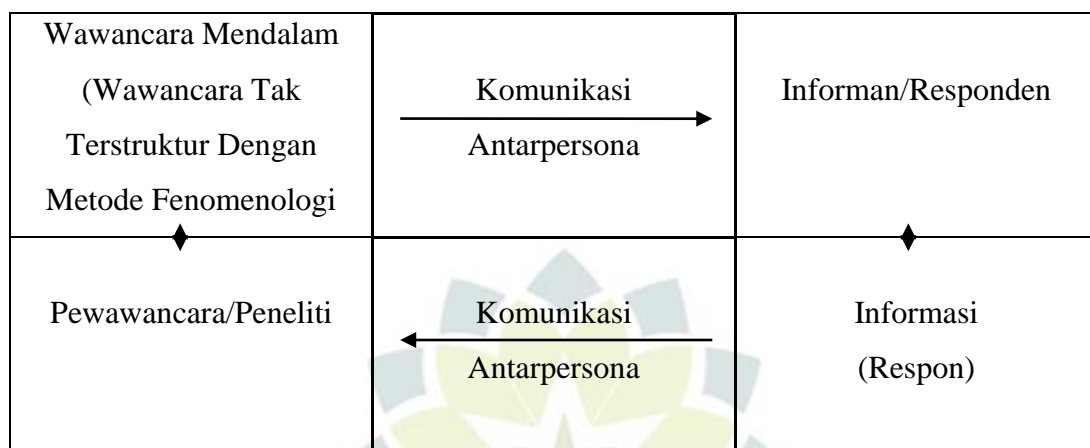 Wawancara Mendalam
(Wawancara Tak
Terstruktur Dengan
Metode Fenomenologi
Komunikasi
Antarpersona
Informan/Responden
Pewawancara/Peneliti
Komunikasi
Antarpersona
Informasi
(Respon)